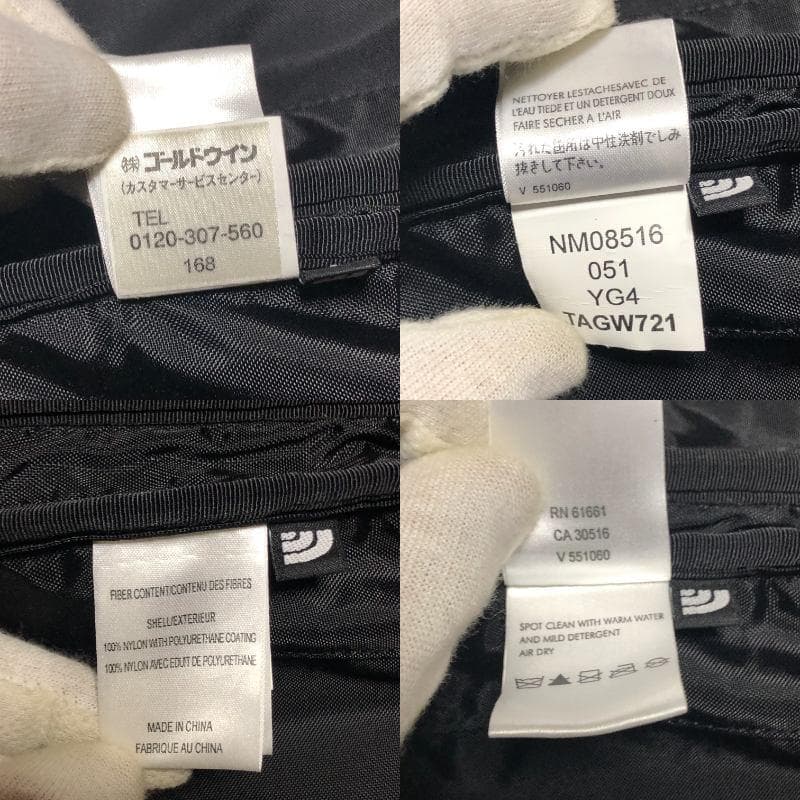 ㈱ ゴールドウイン
(カスタマーサービスセンター)
TEL
0120-307-560
168
NETTOYER LESTACHESAVEC DE
L'EAU TIEDE ET UN DETERGENT DOUX
FAIRE SECHER A L'AIR
汚れた箇所は中性洗剤でしみ
抜きして下さい。
V 551060
NM08516
051
YG4
TAGW721
FIBER CONTENT/CONTENU DES FIBRES
SHELL/EXTERIEUR
100% NYLON WITH POLYURETHANE COATING
100% NYLON AVEC EDUIT DE POLYURETHANE
MADE IN CHINA
FABRIQUE AU CHINA
RN 61661
CA 30516
V 551060
SPOT CLEAN WITH WARM WATER
AND MILD DETERGENT
AIR DRY